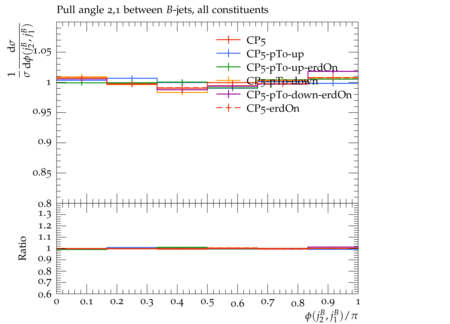 Pull angle 2,1 between B-jets, all constituents
1/σ dσ/dϕ(j₂ᴮ, j₁ᴮ)
1.05
1
0.95
0.9
0.85
0.8
CP5
CP5-pTo-up
CP5-pTo-up-erdOn
CP5-pTo-down
CP5-pTo-down-erdOn
CP5-erdOn
Ratio
1.3
1.2
1.1
1
0.9
0.8
0.7
0.6
0 0.1 0.2 0.3 0.4 0.5 0.6 0.7 0.8 0.9 1
ϕ(j₂ᴮ, j₁ᴮ)/π